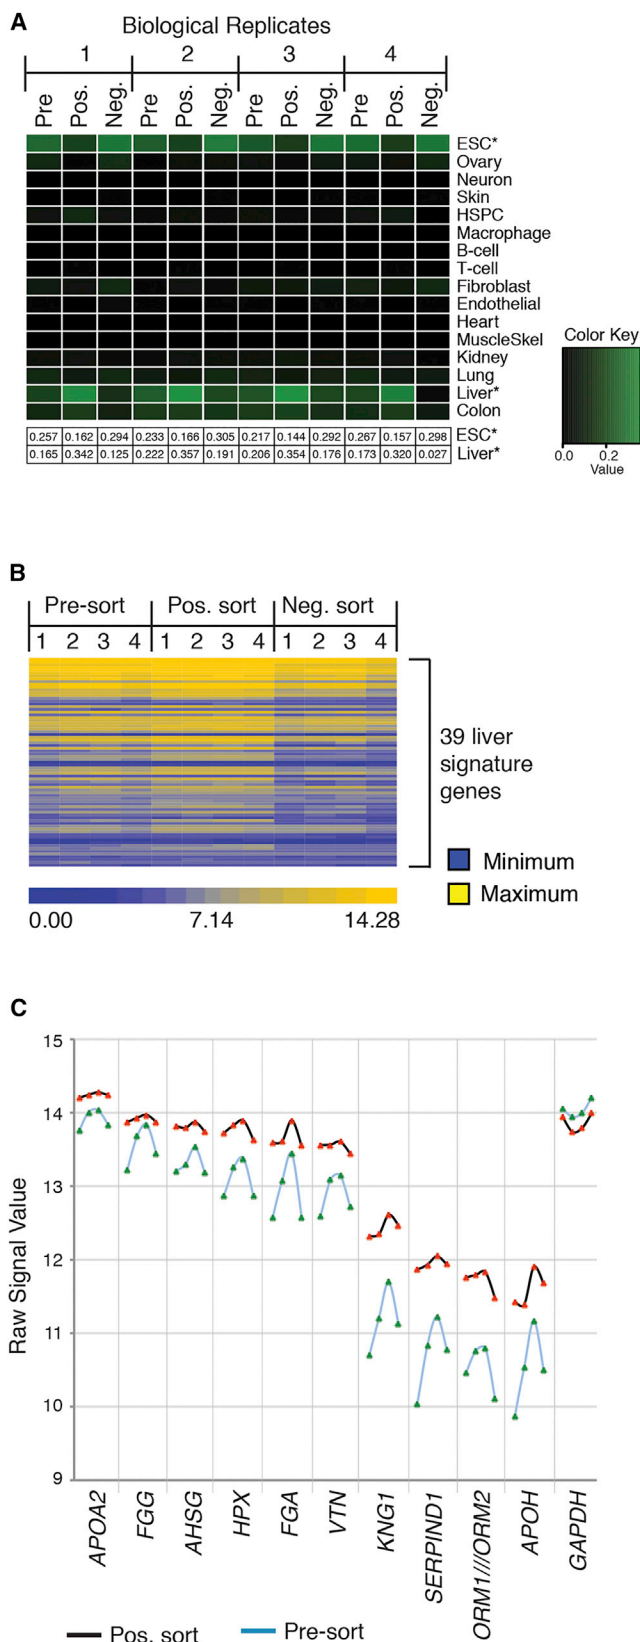 A
Biological Replicates
1 2 3 4
Pre Pos. Neg. Pre Pos. Neg. Pre Pos. Neg. Pre Pos. Neg.
ESC*
Ovary
Neuron
Skin
HSPC
Macrophage
B-cell
T-cell
Fibroblast
Endothelial
Heart
MuscleSkel
Kidney
Lung
Liver*
Colon
Color Key
0.0 0.2
Value
0.257 0.162 0.294 0.233 0.166 0.305 0.217 0.144 0.292 0.267 0.157 0.298 ESC*
0.165 0.342 0.125 0.222 0.357 0.191 0.206 0.354 0.176 0.173 0.320 0.027 Liver*
B
Pre-sort Pos. sort Neg. sort
1 2 3 4 1 2 3 4 1 2 3 4
39 liver
signature
genes
Minimum
Maximum
0.00 7.14 14.28
C
Raw Signal Value
15
14
13
12
11
10
9
APOA2 FGG AHSG HPX FGA VTN KNG1 SERPIND1 ORM1//ORM2 APOH GAPDH
Pos. sort Pre-sort